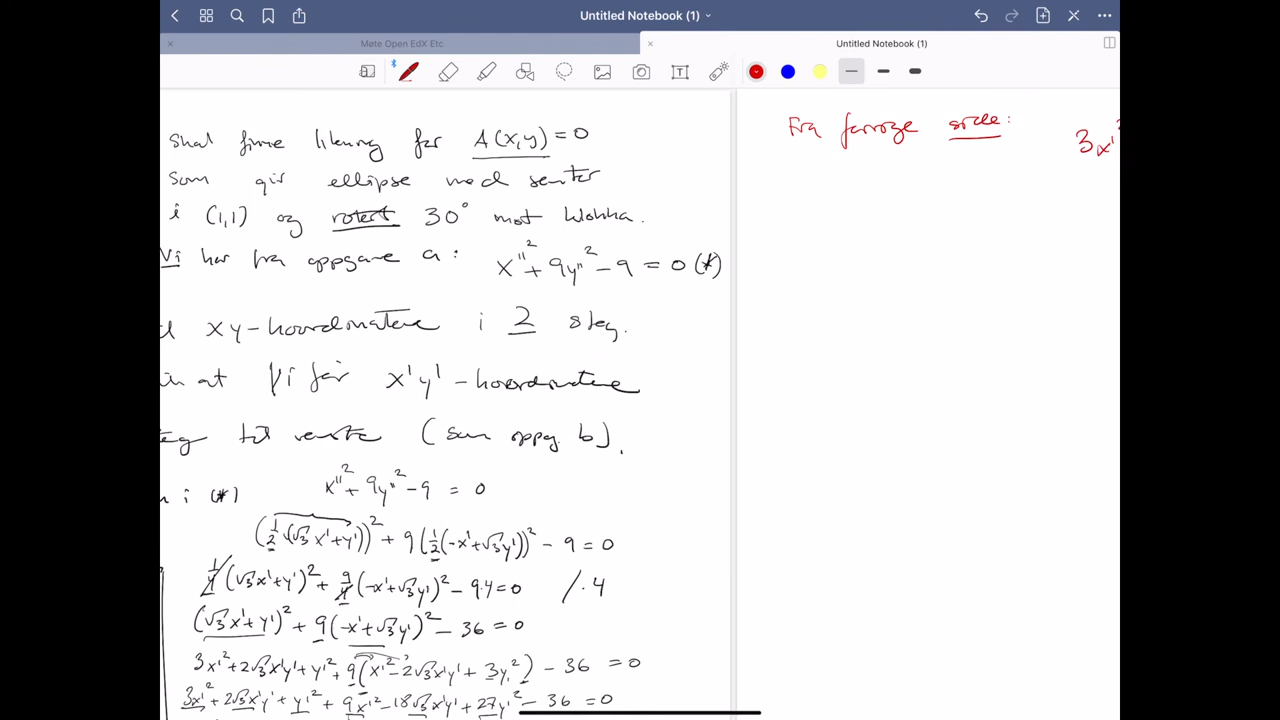 Untitled Notebook (1)
Møte Open EdX Etc.
Untitled Notebook (1)
Skal finne likning for A(x,y)=0
som gir ellipse med senter
i (1,1) og rotert 30° mot klokka.
Vi har fra oppgave a: x''² + 9y''² − 9 = 0 (*)
xy-koordinatene i 2 steg.
at vi får x'y'-koordinatene
til venstre (som oppg. b).
i (*) x''² + 9y''² − 9 = 0
(1/2(√3x'+y'))² + 9(1/2(−x'+√3y'))² − 9 = 0
1/4(√3x'+y')² + 9/4(−x'+√3y')² − 9·4 = 0 /·4
(√3x'+y')² + 9(−x'+√3y')² − 36 = 0
3x'² + 2√3x'y' + y'² + 9(x'² − 2√3x'y' + 3y'²) − 36 = 0
3x'² + 2√3x'y' + y'² + 9x'² − 18√3x'y' + 27y'² − 36 = 0
Fra forrige side:
3x'²